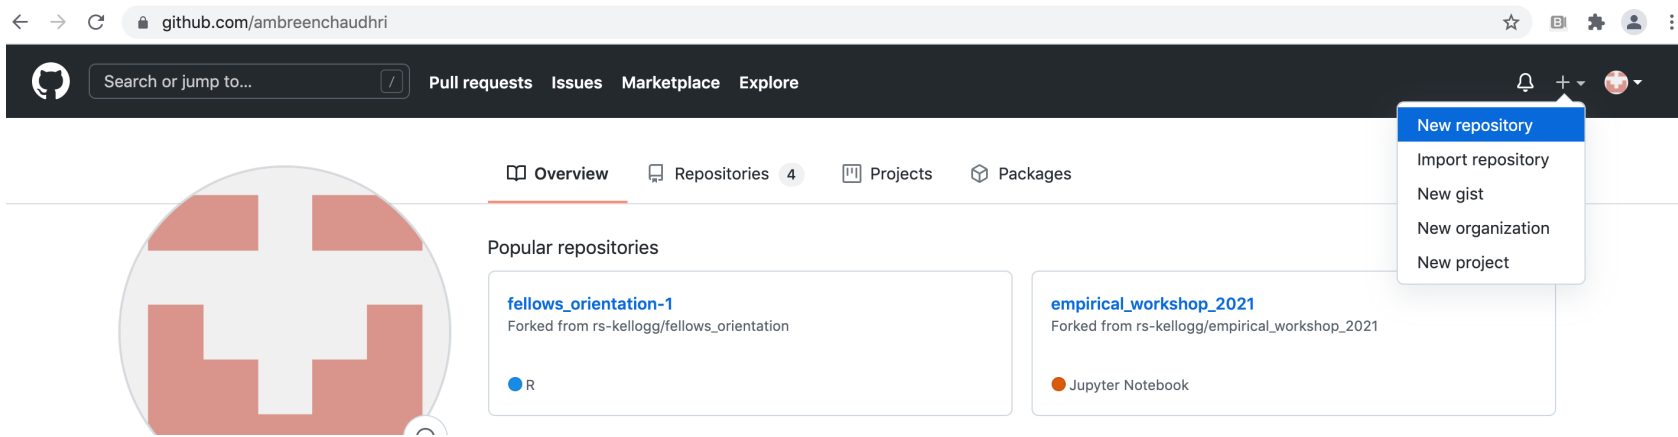 github.com/ambreenchaudhri
Search or jump to... /
Pull requests Issues Marketplace Explore
New repository
Import repository
New gist
New organization
New project
Overview Repositories 4 Projects Packages
Popular repositories
fellows_orientation-1
Forked from rs-kellogg/fellows_orientation
R
empirical_workshop_2021
Forked from rs-kellogg/empirical_workshop_2021
Jupyter Notebook